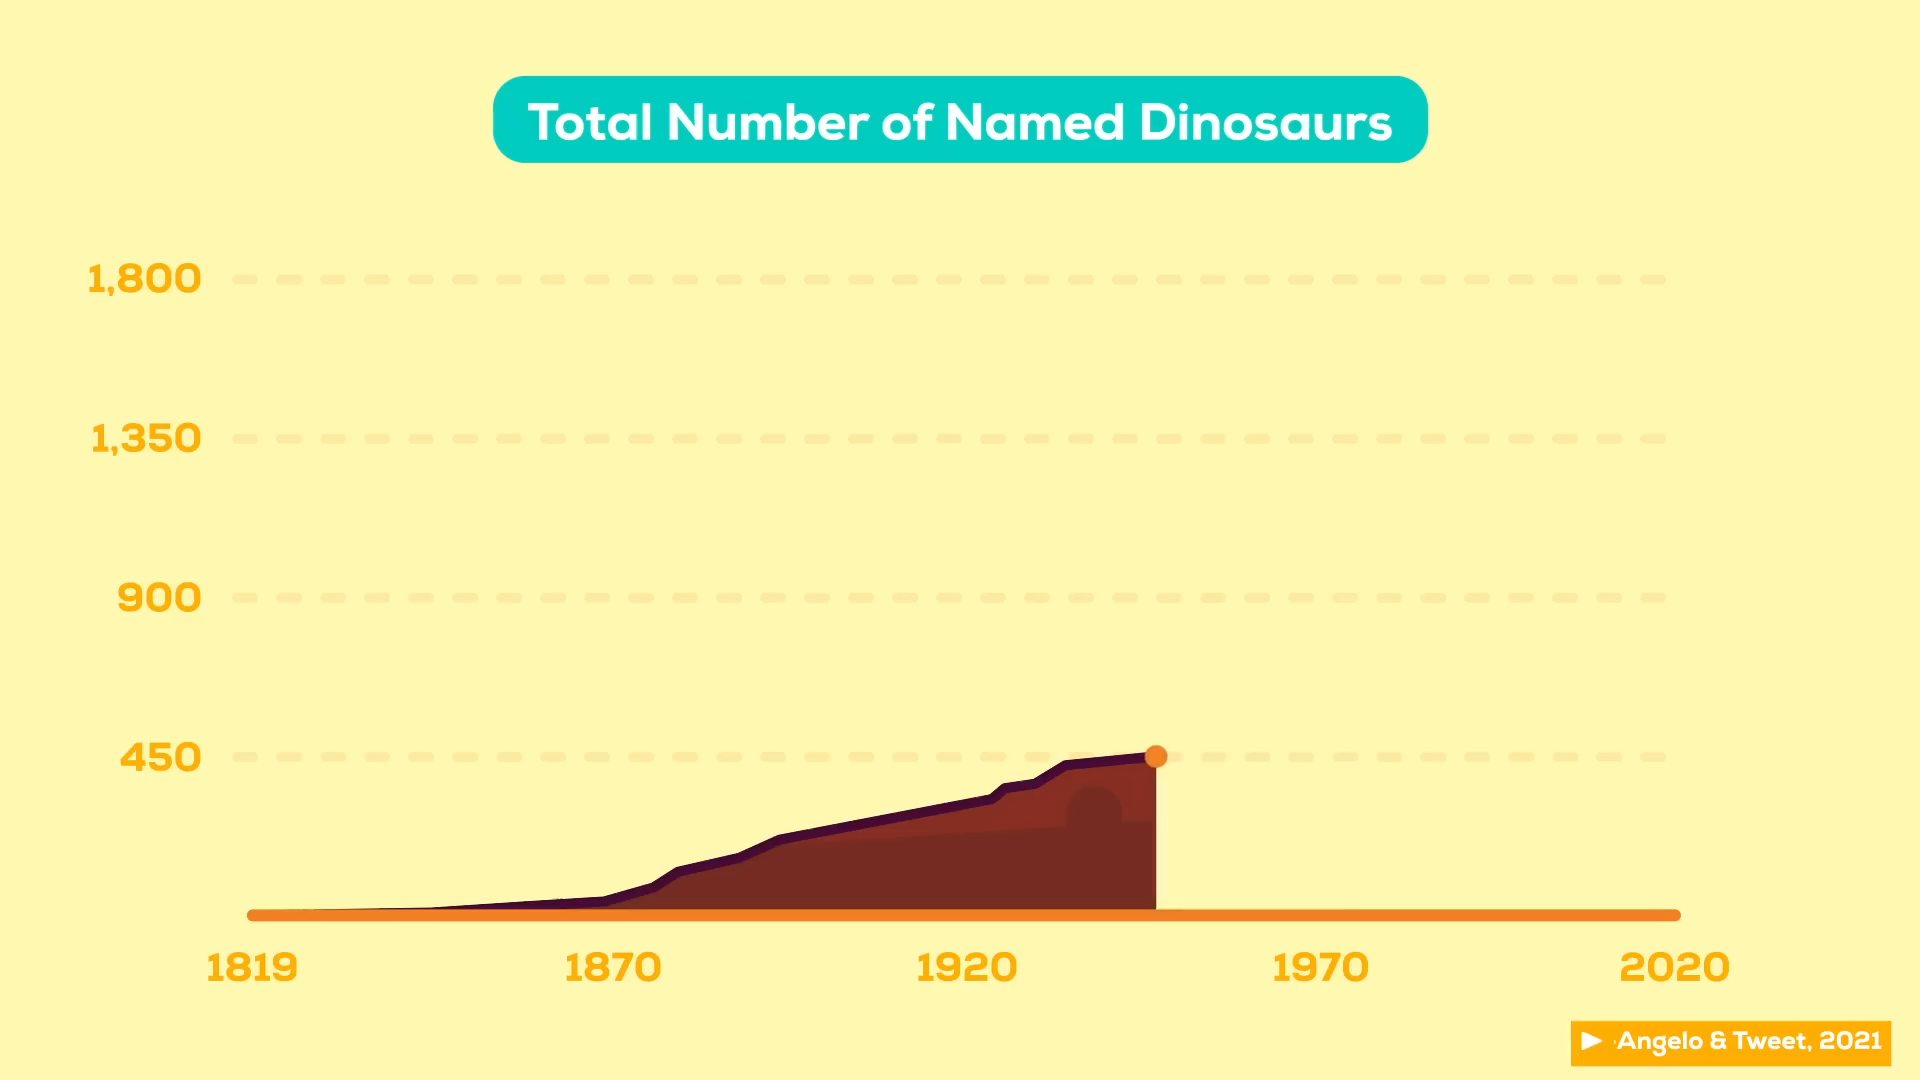 Total Number of Named Dinosaurs
1,800
1,350
900
450
1819 1870 1920 1970 2020
Angelo & Tweet, 2021